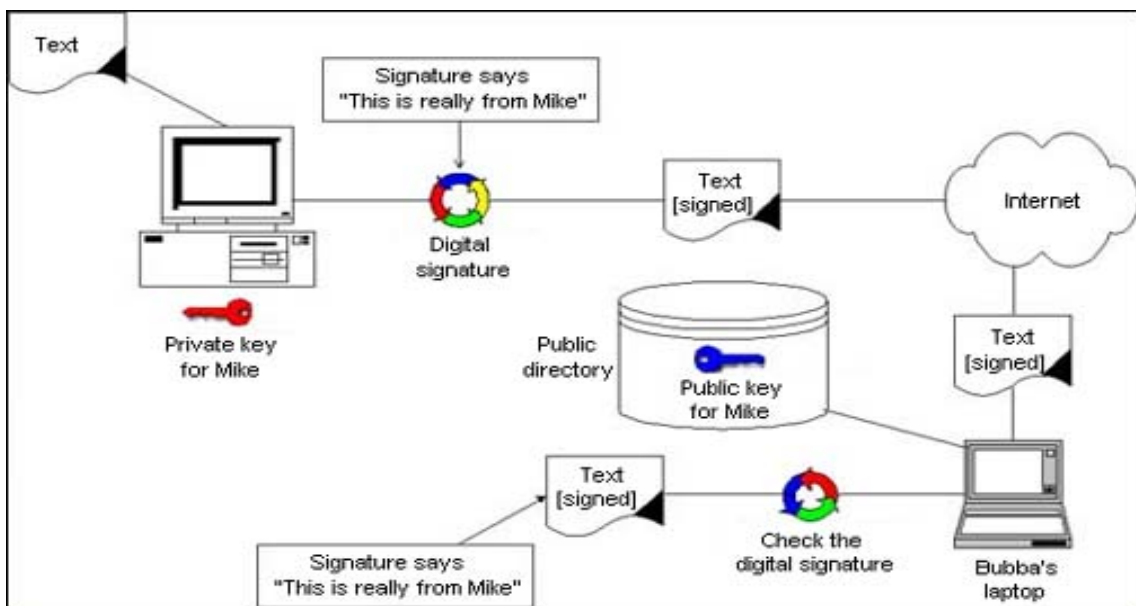 Text
Signature says
"This is really from Mike"
Text
[signed]
Internet
Digital
signature
Private key
for Mike
Public
directory
Public key
for Mike
Text
[signed]
Text
[signed]
Check the
digital signature
Bubba's
laptop
Signature says
"This is really from Mike"